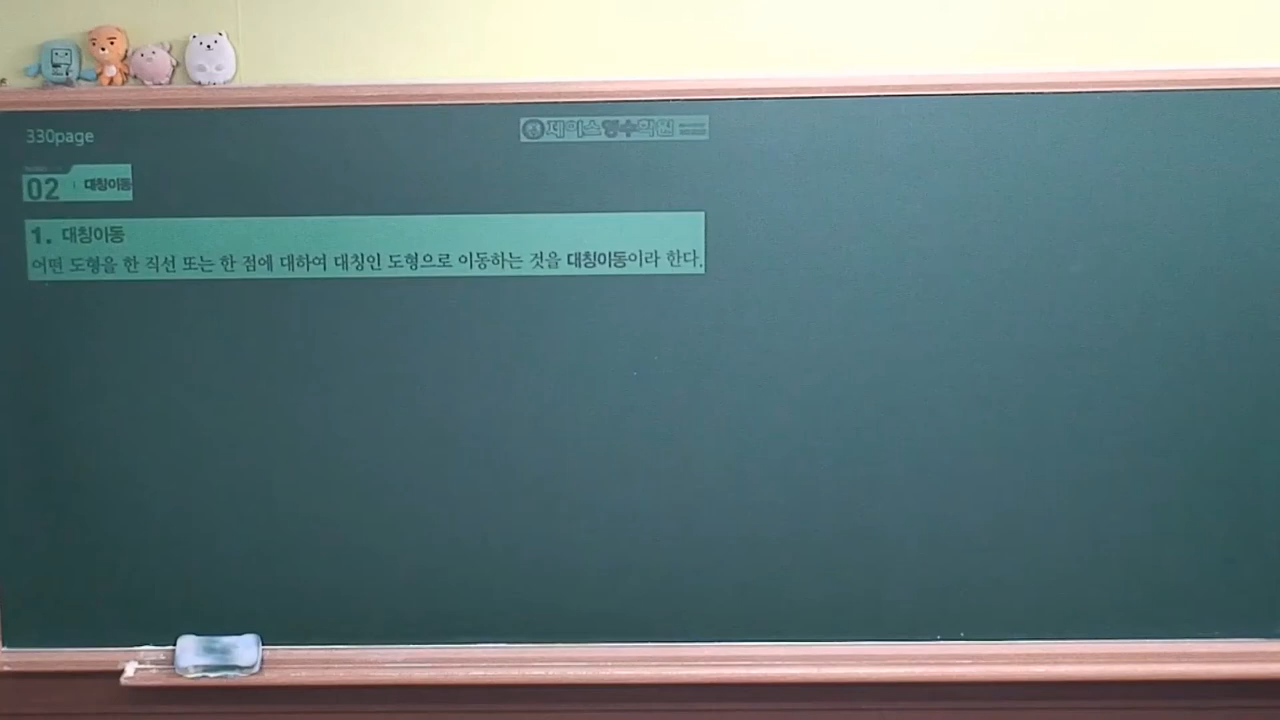 330page
제미스영수학원
02 대칭이동
1. 대칭이동
어떤 도형을 한 직선 또는 한 점에 대하여 대칭인 도형으로 이동하는 것을 대칭이동이라 한다.